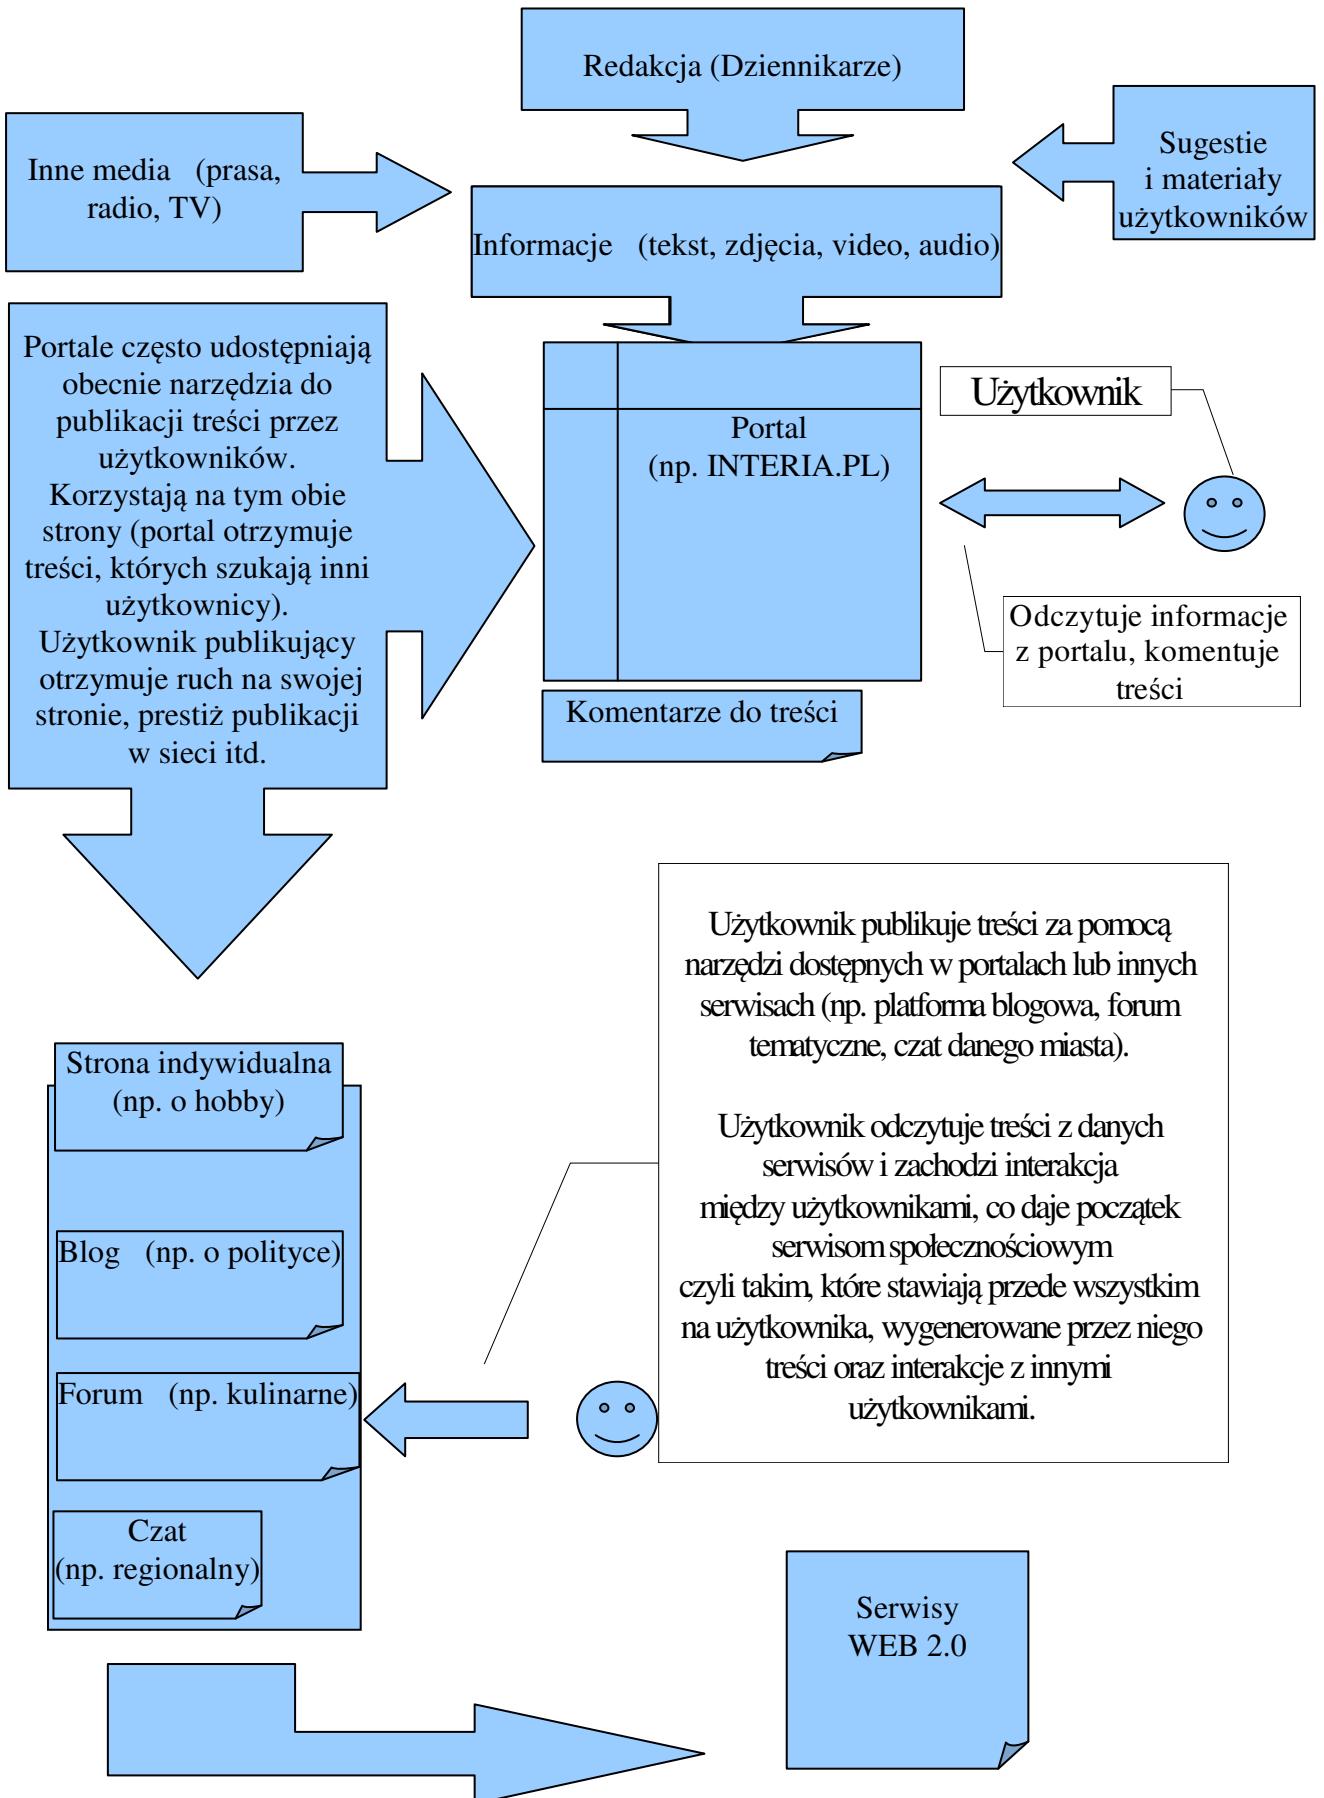 Redakcja (Dziennikarze)
Inne media (prasa,
radio, TV)
Sugestie
i materiały
użytkowników
Informacje (tekst, zdjęcia, video, audio)
Portale często udostępniają
obecnie narzędzia do
publikacji treści przez
użytkowników.
Korzystają na tym obie
strony (portal otrzymuje
treści, których szukają inni
użytkownicy).
Użytkownik publikujący
otrzymuje ruch na swojej
stronie, prestiż publikacji
w sieci itd.
Portal
(np. INTERIA.PL)
Użytkownik
Odczytuje informacje
z portalu, komentuje
treści
Komentarze do treści
Użytkownik publikuje treści za pomocą
narzędzi dostępnych w portalach lub innych
serwisach (np. platforma blogowa, forum
tematyczne, czat danego miasta).
Użytkownik odczytuje treści z danych
serwisów i zachodzi interakcja
między użytkownikami, co daje początek
serwisom społecznościowym
czyli takim, które stawiają przede wszystkim
na użytkownika, wygenerowane przez niego
treści oraz interakcje z innymi
użytkownikami.
Strona indywidualna
(np. o hobby)
Blog (np. o polityce)
Forum (np. kulinarne)
Czat
(np. regionalny)
Serwisy
WEB 2.0